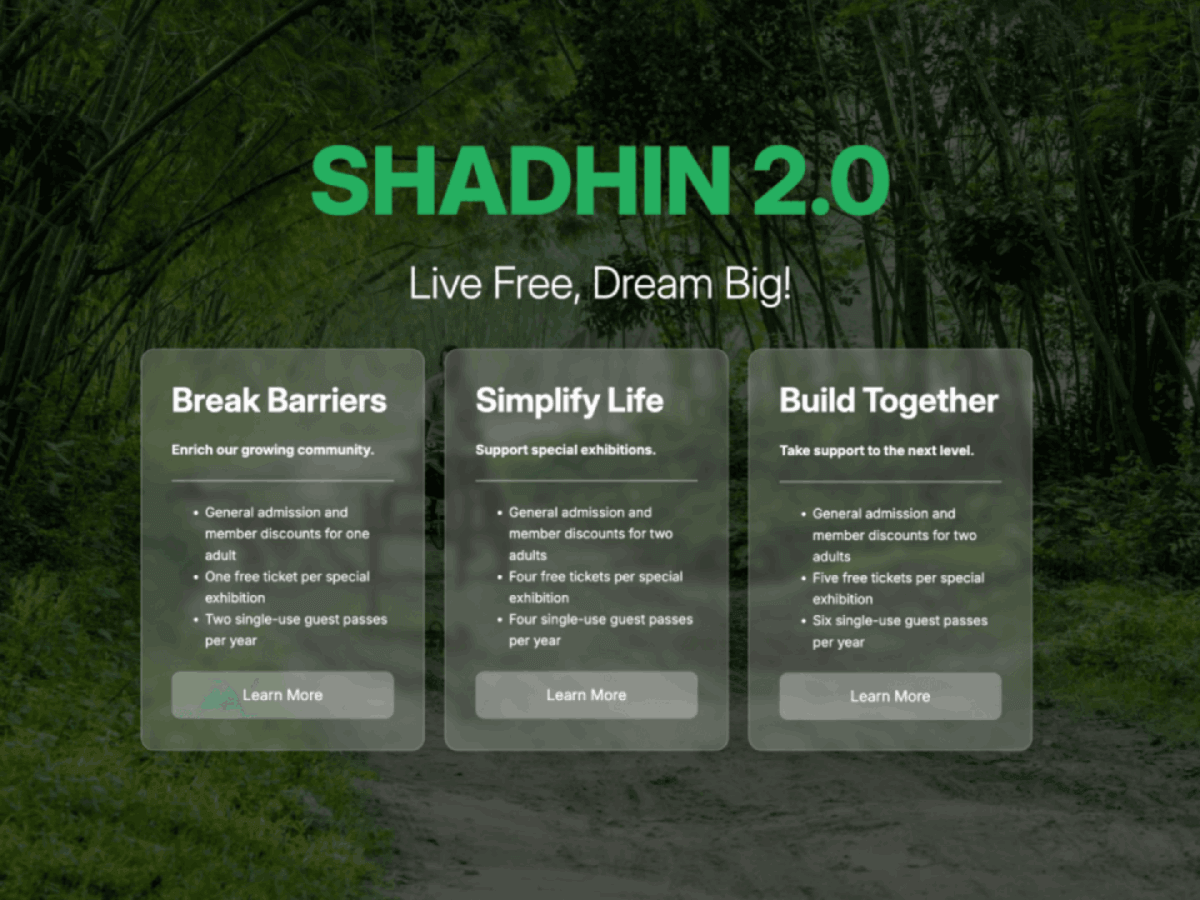 SHADHIN 2.0
Live Free, Dream Big!
Break Barriers
Enrich our growing community.
• General admission and
member discounts for one
adult
• One free ticket per special
exhibition
• Two single-use guest passes
per year
Learn More
Simplify Life
Support special exhibitions.
• General admission and
member discounts for two
adults
• Four free tickets per special
exhibition
• Four single-use guest passes
per year
Learn More
Build Together
Take support to the next level.
• General admission and
member discounts for two
adults
• Five free tickets per special
exhibition
• Six single-use guest passes
per year
Learn More